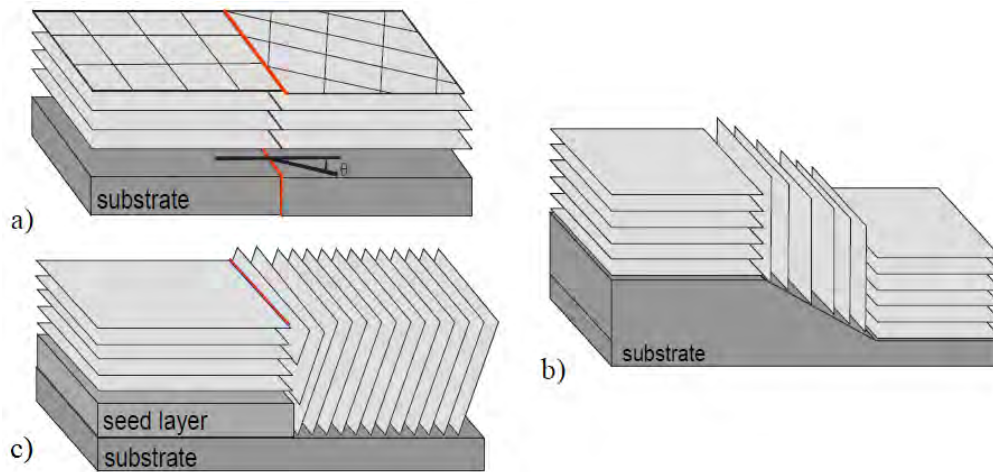 θ
substrate
a)
substrate
b)
seed layer
substrate
c)